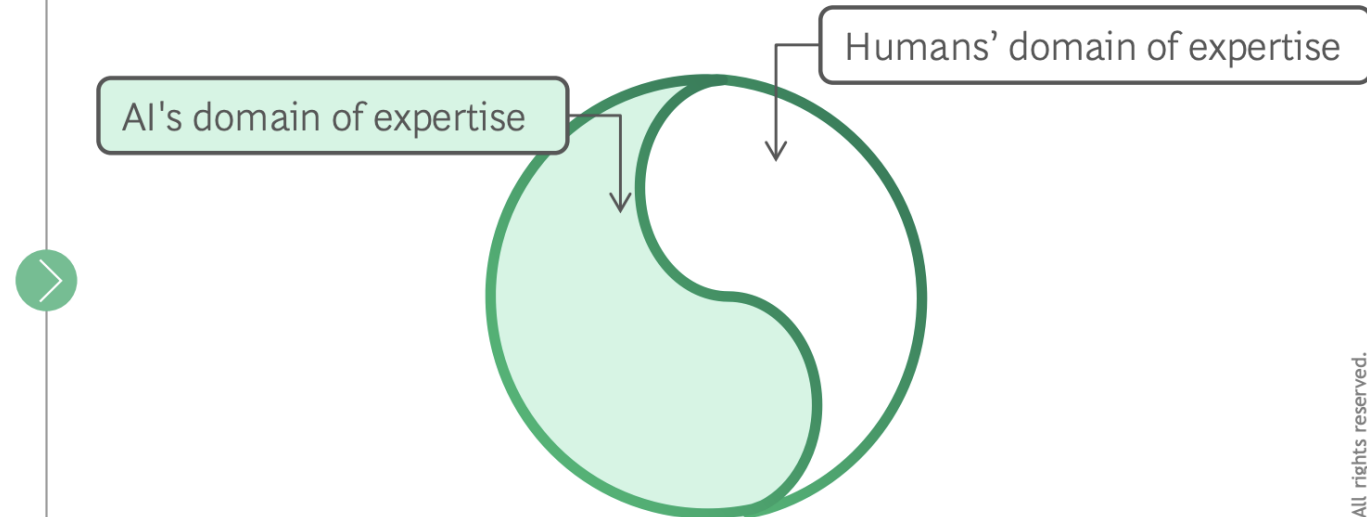 Humans’ domain of expertise
AI's domain of expertise
All rights reserved.